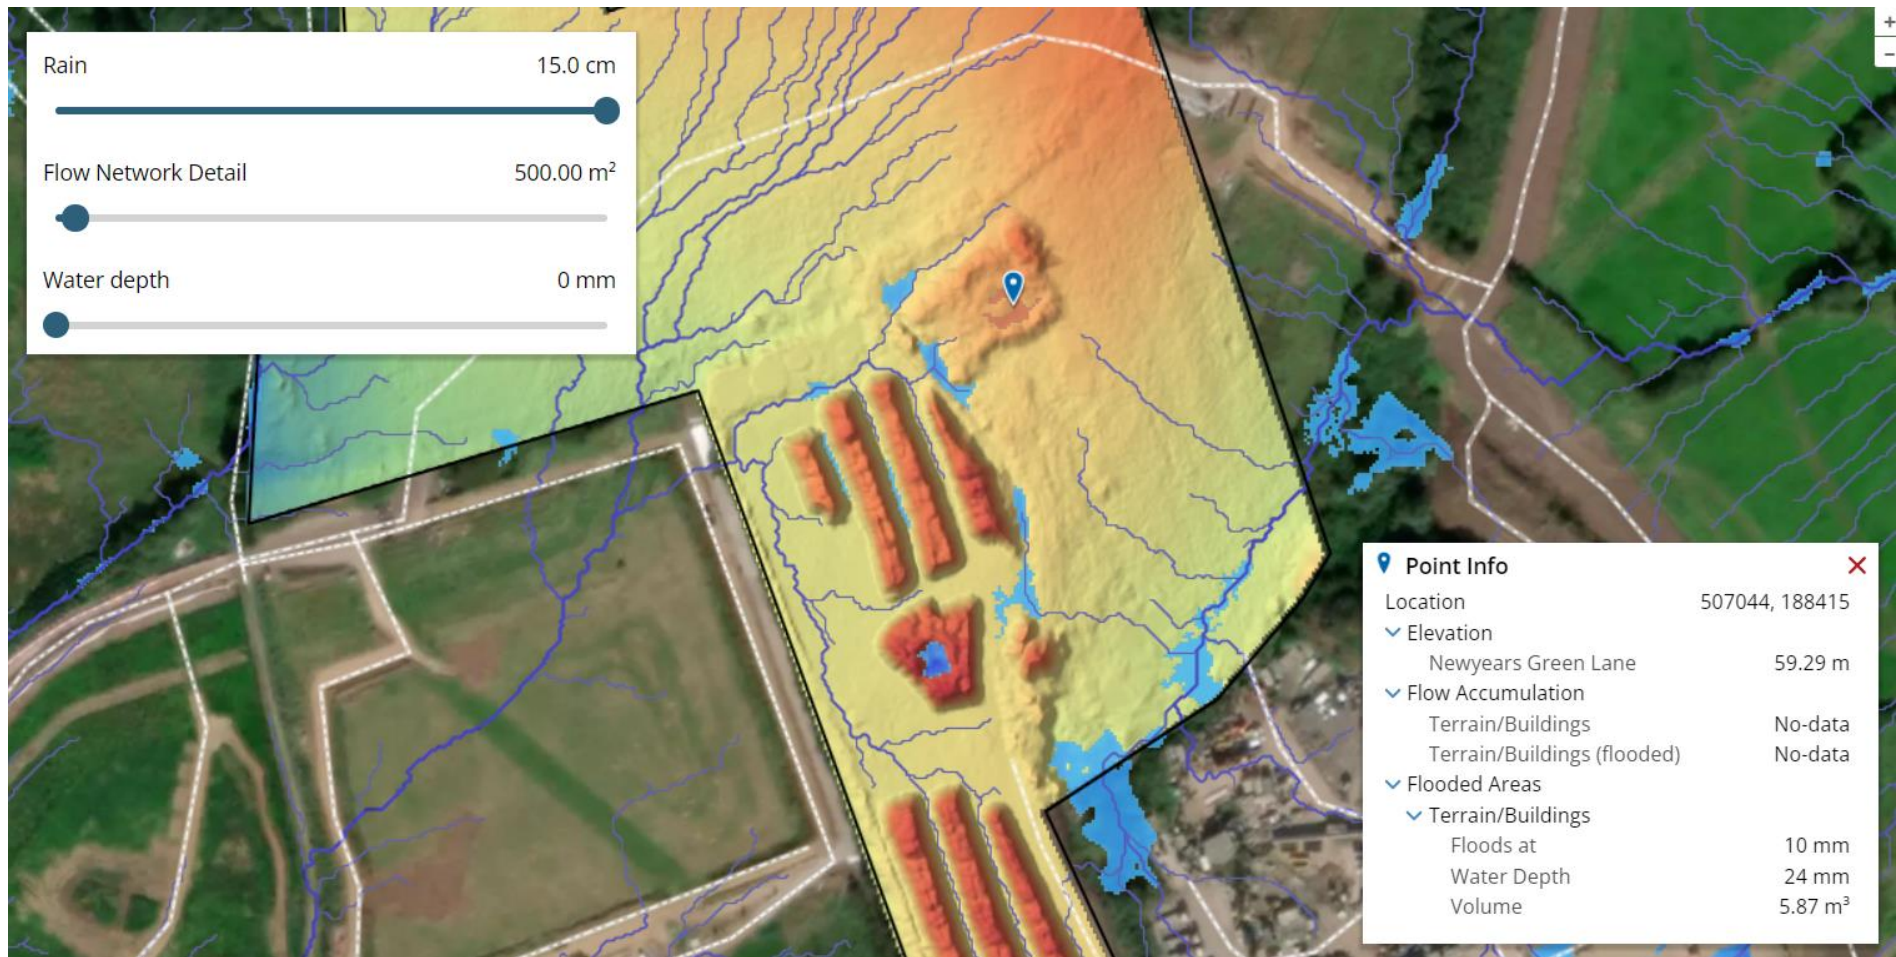 Rain 15.0 cm
Flow Network Detail 500.00 m²
Water depth 0 mm
+
−
Point Info
Location 507044, 188415
Elevation
Newyears Green Lane 59.29 m
Flow Accumulation
Terrain/Buildings No-data
Terrain/Buildings (flooded) No-data
Flooded Areas
Terrain/Buildings
Floods at 10 mm
Water Depth 24 mm
Volume 5.87 m³